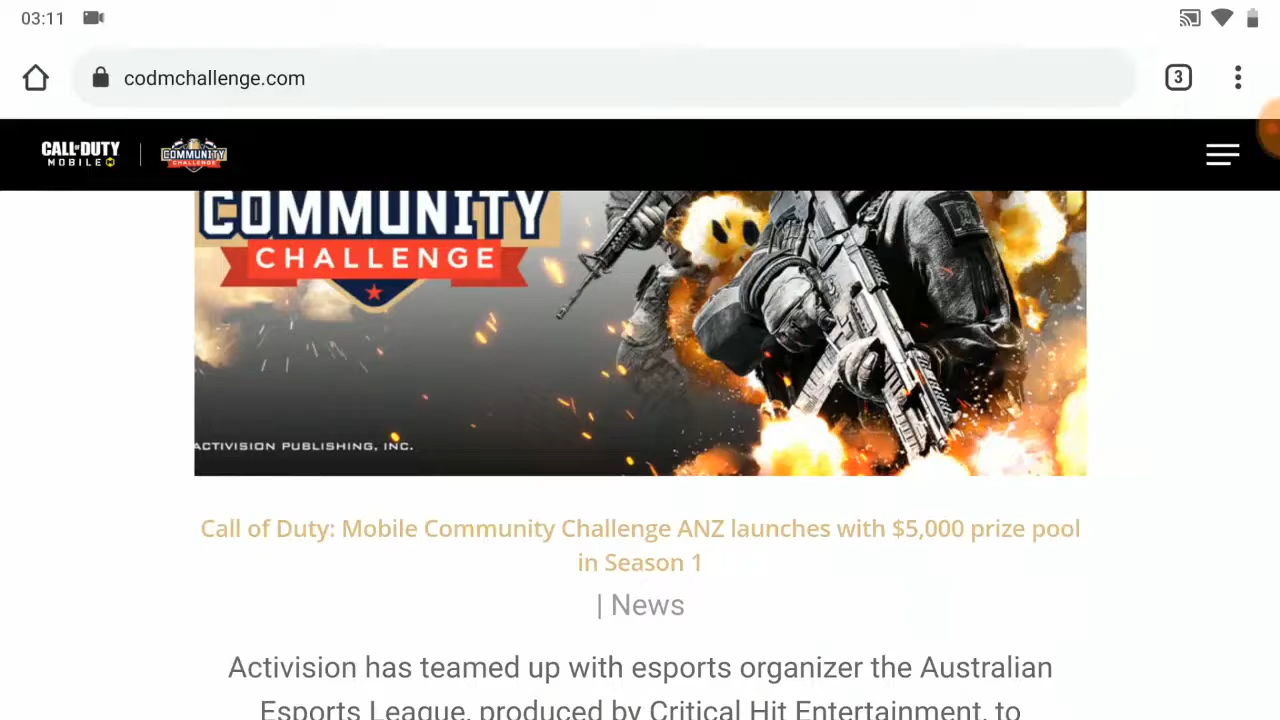 03:11
codmchallenge.com
3
CALL OF DUTY
MOBILE
COMMUNITY
CHALLENGE
COMMUNITY
CHALLENGE
ACTIVISION PUBLISHING, INC.
Call of Duty: Mobile Community Challenge ANZ launches with $5,000 prize pool
in Season 1
| News
Activision has teamed up with esports organizer the Australian
Esports League, produced by Critical Hit Entertainment, to